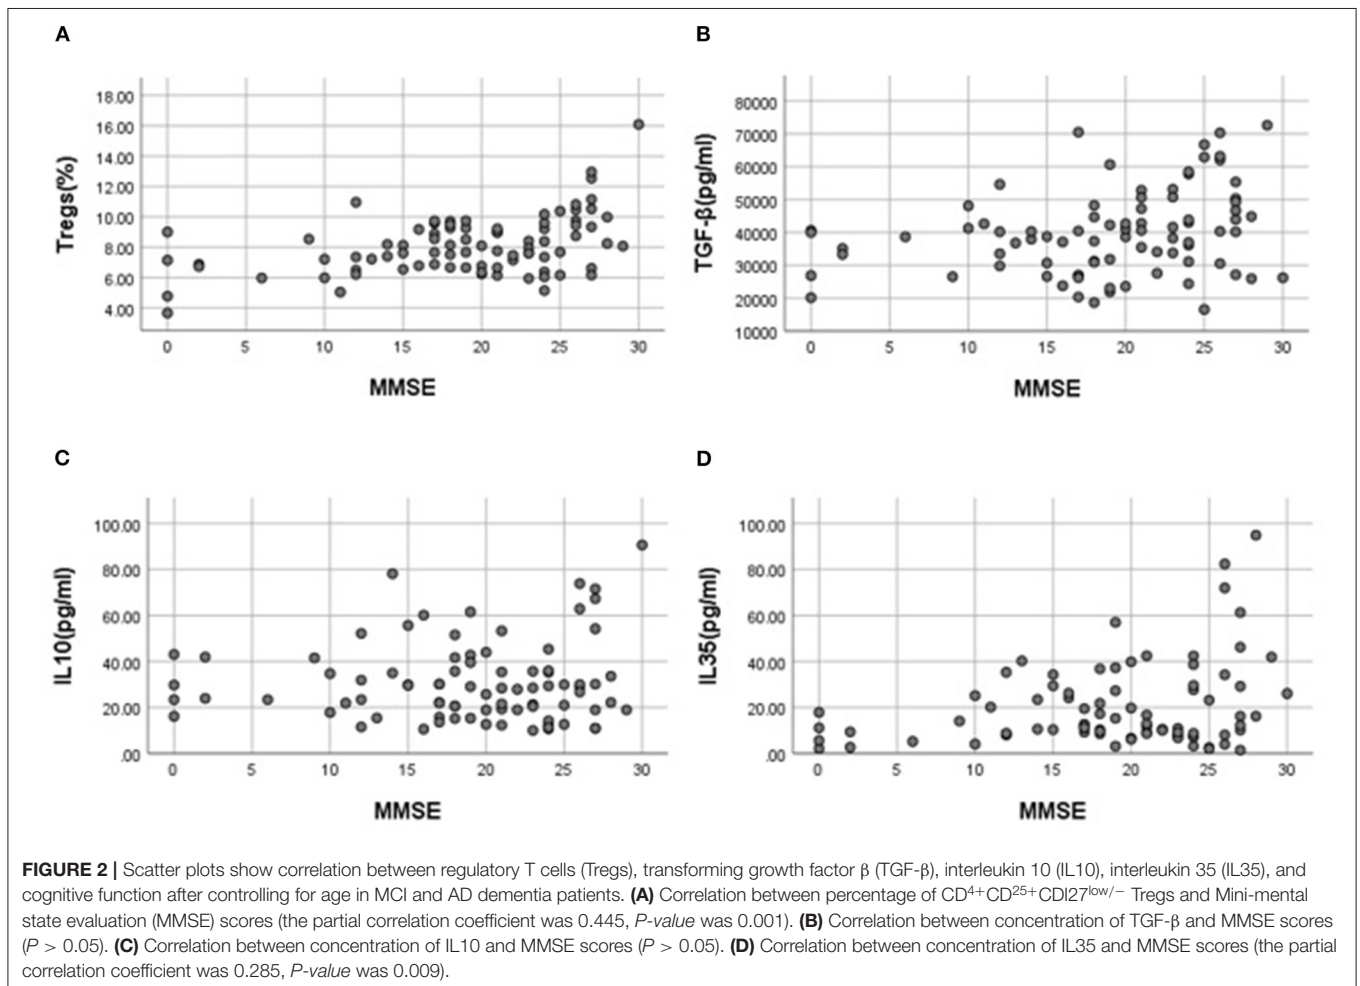 A
B
18.00
16.00
14.00
12.00
10.00
8.00
6.00
4.00
Tregs(%)
0 5 10 15 20 25 30
MMSE
80000
70000
60000
50000
40000
30000
20000
10000
TGF-β(pg/ml)
0 5 10 15 20 25 30
MMSE
C
D
100.00
80.00
60.00
40.00
20.00
.00
IL10(pg/ml)
0 5 10 15 20 25 30
MMSE
100.00
80.00
60.00
40.00
20.00
.00
IL35(pg/ml)
0 5 10 15 20 25 30
MMSE
FIGURE 2 | Scatter plots show correlation between regulatory T cells (Tregs), transforming growth factor β (TGF-β), interleukin 10 (IL10), interleukin 35 (IL35), and
cognitive function after controlling for age in MCI and AD dementia patients. (A) Correlation between percentage of CD⁴⁺CD²⁵⁺CDI27ˡᵒʷ/⁻ Tregs and Mini-mental
state evaluation (MMSE) scores (the partial correlation coefficient was 0.445, P-value was 0.001). (B) Correlation between concentration of TGF-β and MMSE scores
(P > 0.05). (C) Correlation between concentration of IL10 and MMSE scores (P > 0.05). (D) Correlation between concentration of IL35 and MMSE scores (the partial
correlation coefficient was 0.285, P-value was 0.009).